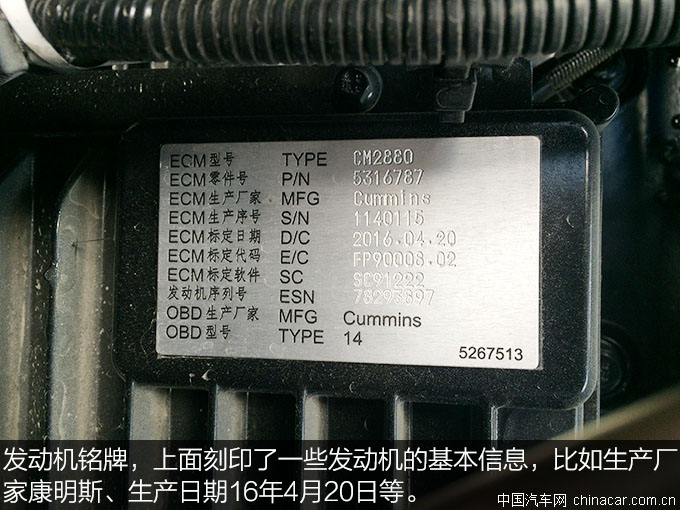 ECM型号 TYPE CM2880
ECM零件号 P/N 5316787
ECM生产厂家 MFG Cummins
ECM生产序号 S/N 1140115
ECM标定日期 D/C 2016.04.20
ECM标定代码 E/C FP90008.02
ECM标定软件 SC SC91222
发动机序列号 ESN 78293897
OBD生产厂家 MFG Cummins
OBD型号 TYPE 14
5267513
发动机铭牌，上面刻印了一些发动机的基本信息，比如生产厂
家康明斯、生产日期16年4月20日等。
中国汽车网 chinacar.com.cn